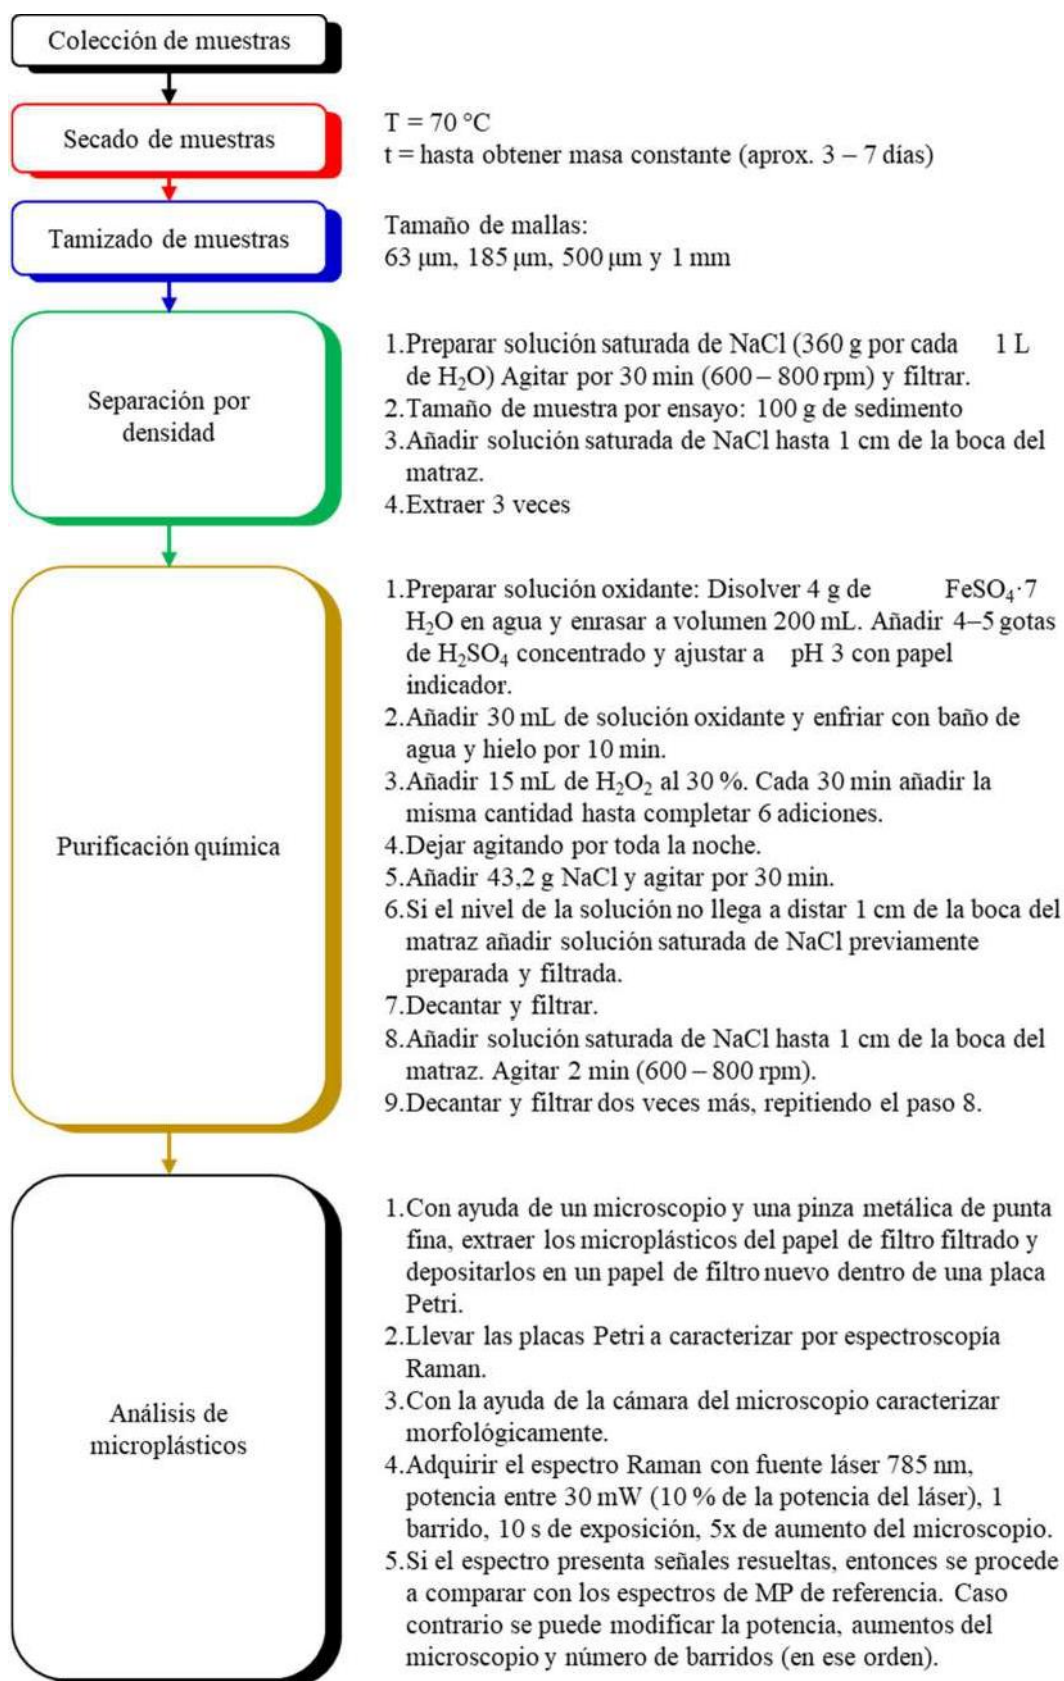 Colección de muestras
Secado de muestras
T = 70 °C
t = hasta obtener masa constante (aprox. 3 – 7 días)
Tamizado de muestras
Tamaño de mallas:
63 μm, 185 μm, 500 μm y 1 mm
Separación por
densidad
1.Preparar solución saturada de NaCl (360 g por cada 1 L
de H₂O) Agitar por 30 min (600 – 800 rpm) y filtrar.
2.Tamaño de muestra por ensayo: 100 g de sedimento
3.Añadir solución saturada de NaCl hasta 1 cm de la boca del
matraz.
4.Extraer 3 veces
Purificación química
1.Preparar solución oxidante: Disolver 4 g de FeSO₄·7
H₂O en agua y enrasar a volumen 200 mL. Añadir 4–5 gotas
de H₂SO₄ concentrado y ajustar a pH 3 con papel
indicador.
2.Añadir 30 mL de solución oxidante y enfriar con baño de
agua y hielo por 10 min.
3.Añadir 15 mL de H₂O₂ al 30 %. Cada 30 min añadir la
misma cantidad hasta completar 6 adiciones.
4.Dejar agitando por toda la noche.
5.Añadir 43,2 g NaCl y agitar por 30 min.
6.Si el nivel de la solución no llega a distar 1 cm de la boca del
matraz añadir solución saturada de NaCl previamente
preparada y filtrada.
7.Decantar y filtrar.
8.Añadir solución saturada de NaCl hasta 1 cm de la boca del
matraz. Agitar 2 min (600 – 800 rpm).
9.Decantar y filtrar dos veces más, repitiendo el paso 8.
Análisis de
microplásticos
1.Con ayuda de un microscopio y una pinza metálica de punta
fina, extraer los microplásticos del papel de filtro filtrado y
depositarlos en un papel de filtro nuevo dentro de una placa
Petri.
2.Llevar las placas Petri a caracterizar por espectroscopía
Raman.
3.Con la ayuda de la cámara del microscopio caracterizar
morfológicamente.
4.Adquirir el espectro Raman con fuente láser 785 nm,
potencia entre 30 mW (10 % de la potencia del láser), 1
barrido, 10 s de exposición, 5x de aumento del microscopio.
5.Si el espectro presenta señales resueltas, entonces se procede
a comparar con los espectros de MP de referencia. Caso
contrario se puede modificar la potencia, aumentos del
microscopio y número de barridos (en ese orden).